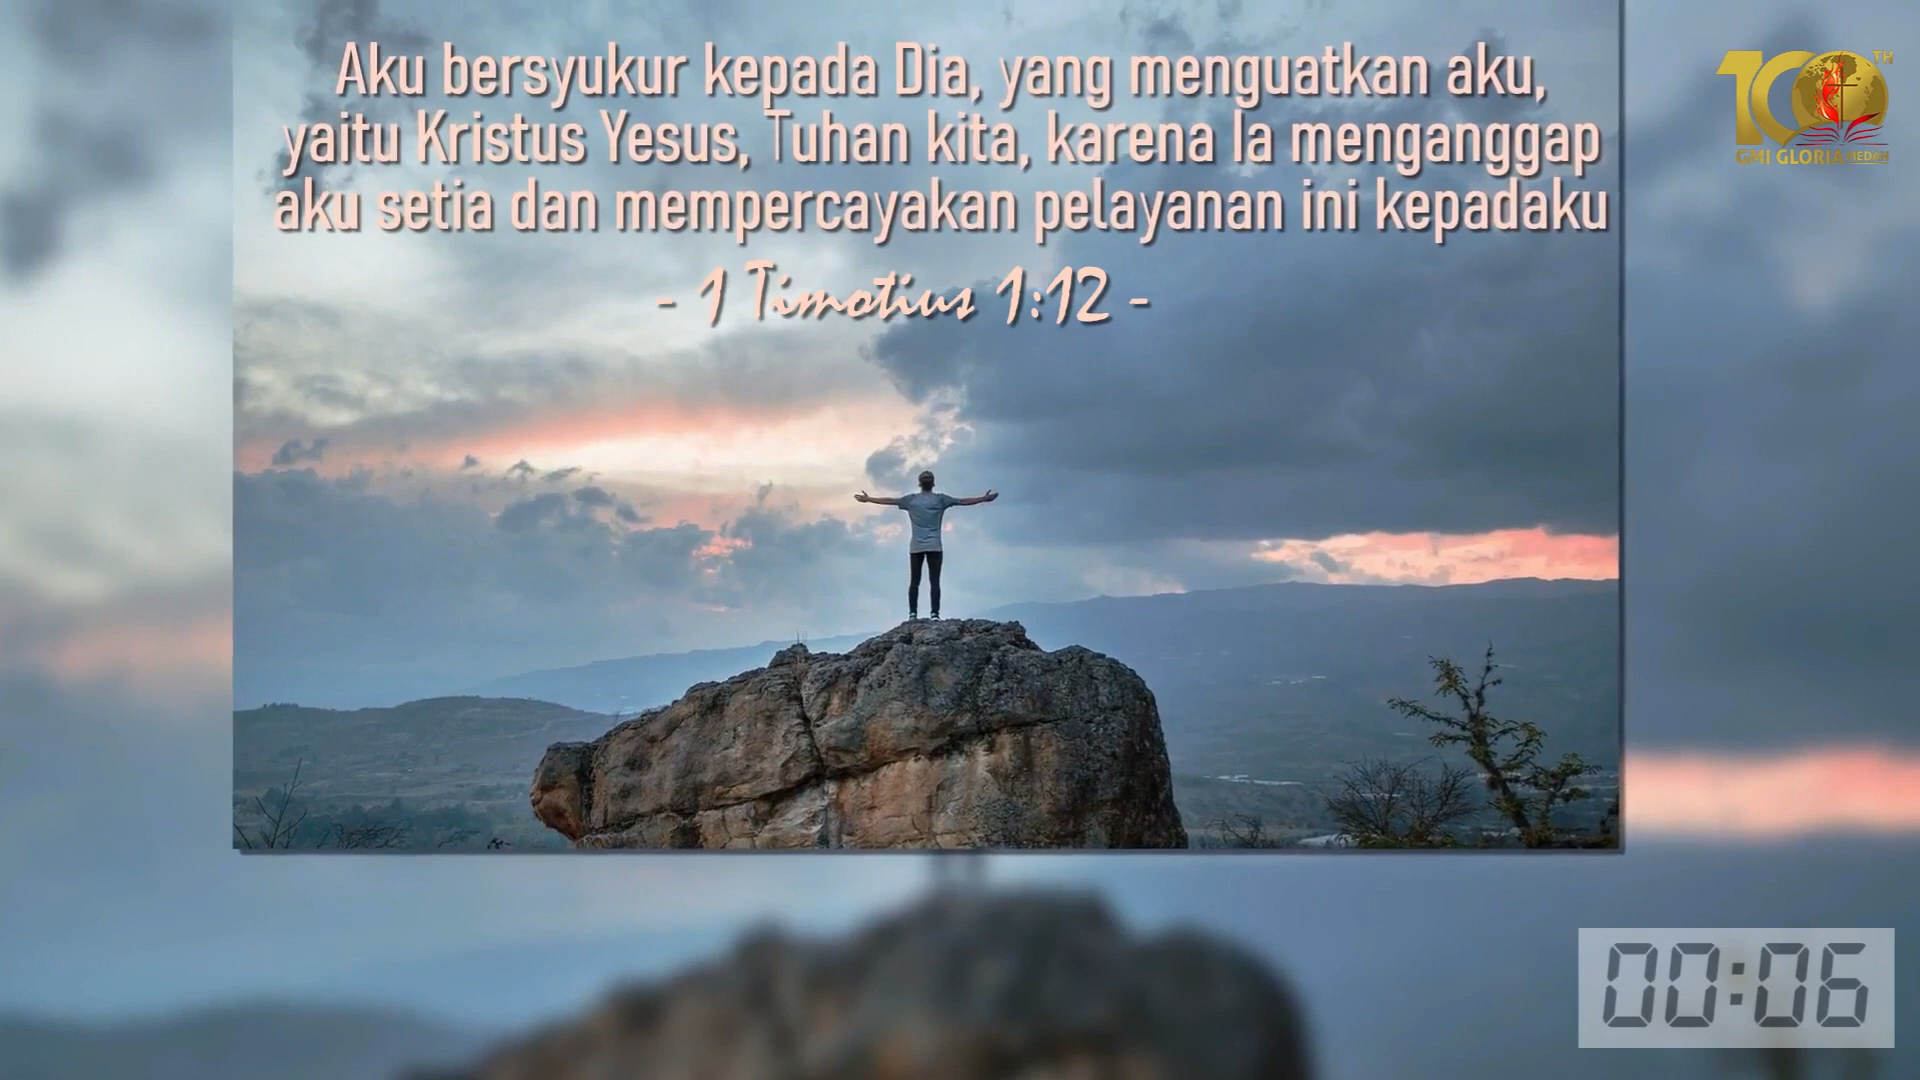 Aku bersyukur kepada Dia, yang menguatkan aku,
yaitu Kristus Yesus, Tuhan kita, karena Ia menganggap
aku setia dan mempercayakan pelayanan ini kepadaku
- 1 Timotius 1:12 -
100TH
GMI GLORIA MEDAN
00:06